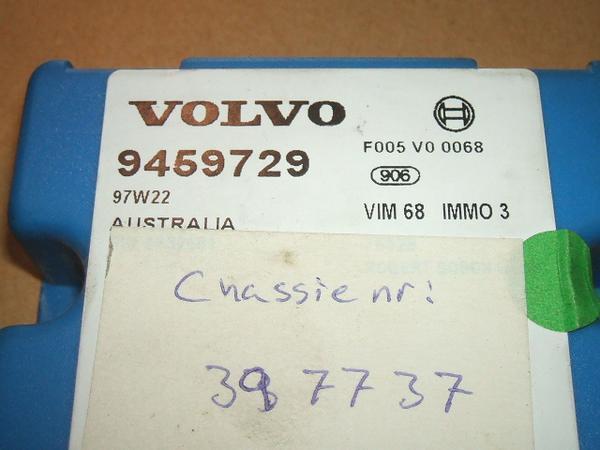 VOLVO
9459729
97W22
AUSTRALIA
F005 V0 0068
906
VIM 68 IMMO 3
Chassie nr:
397737